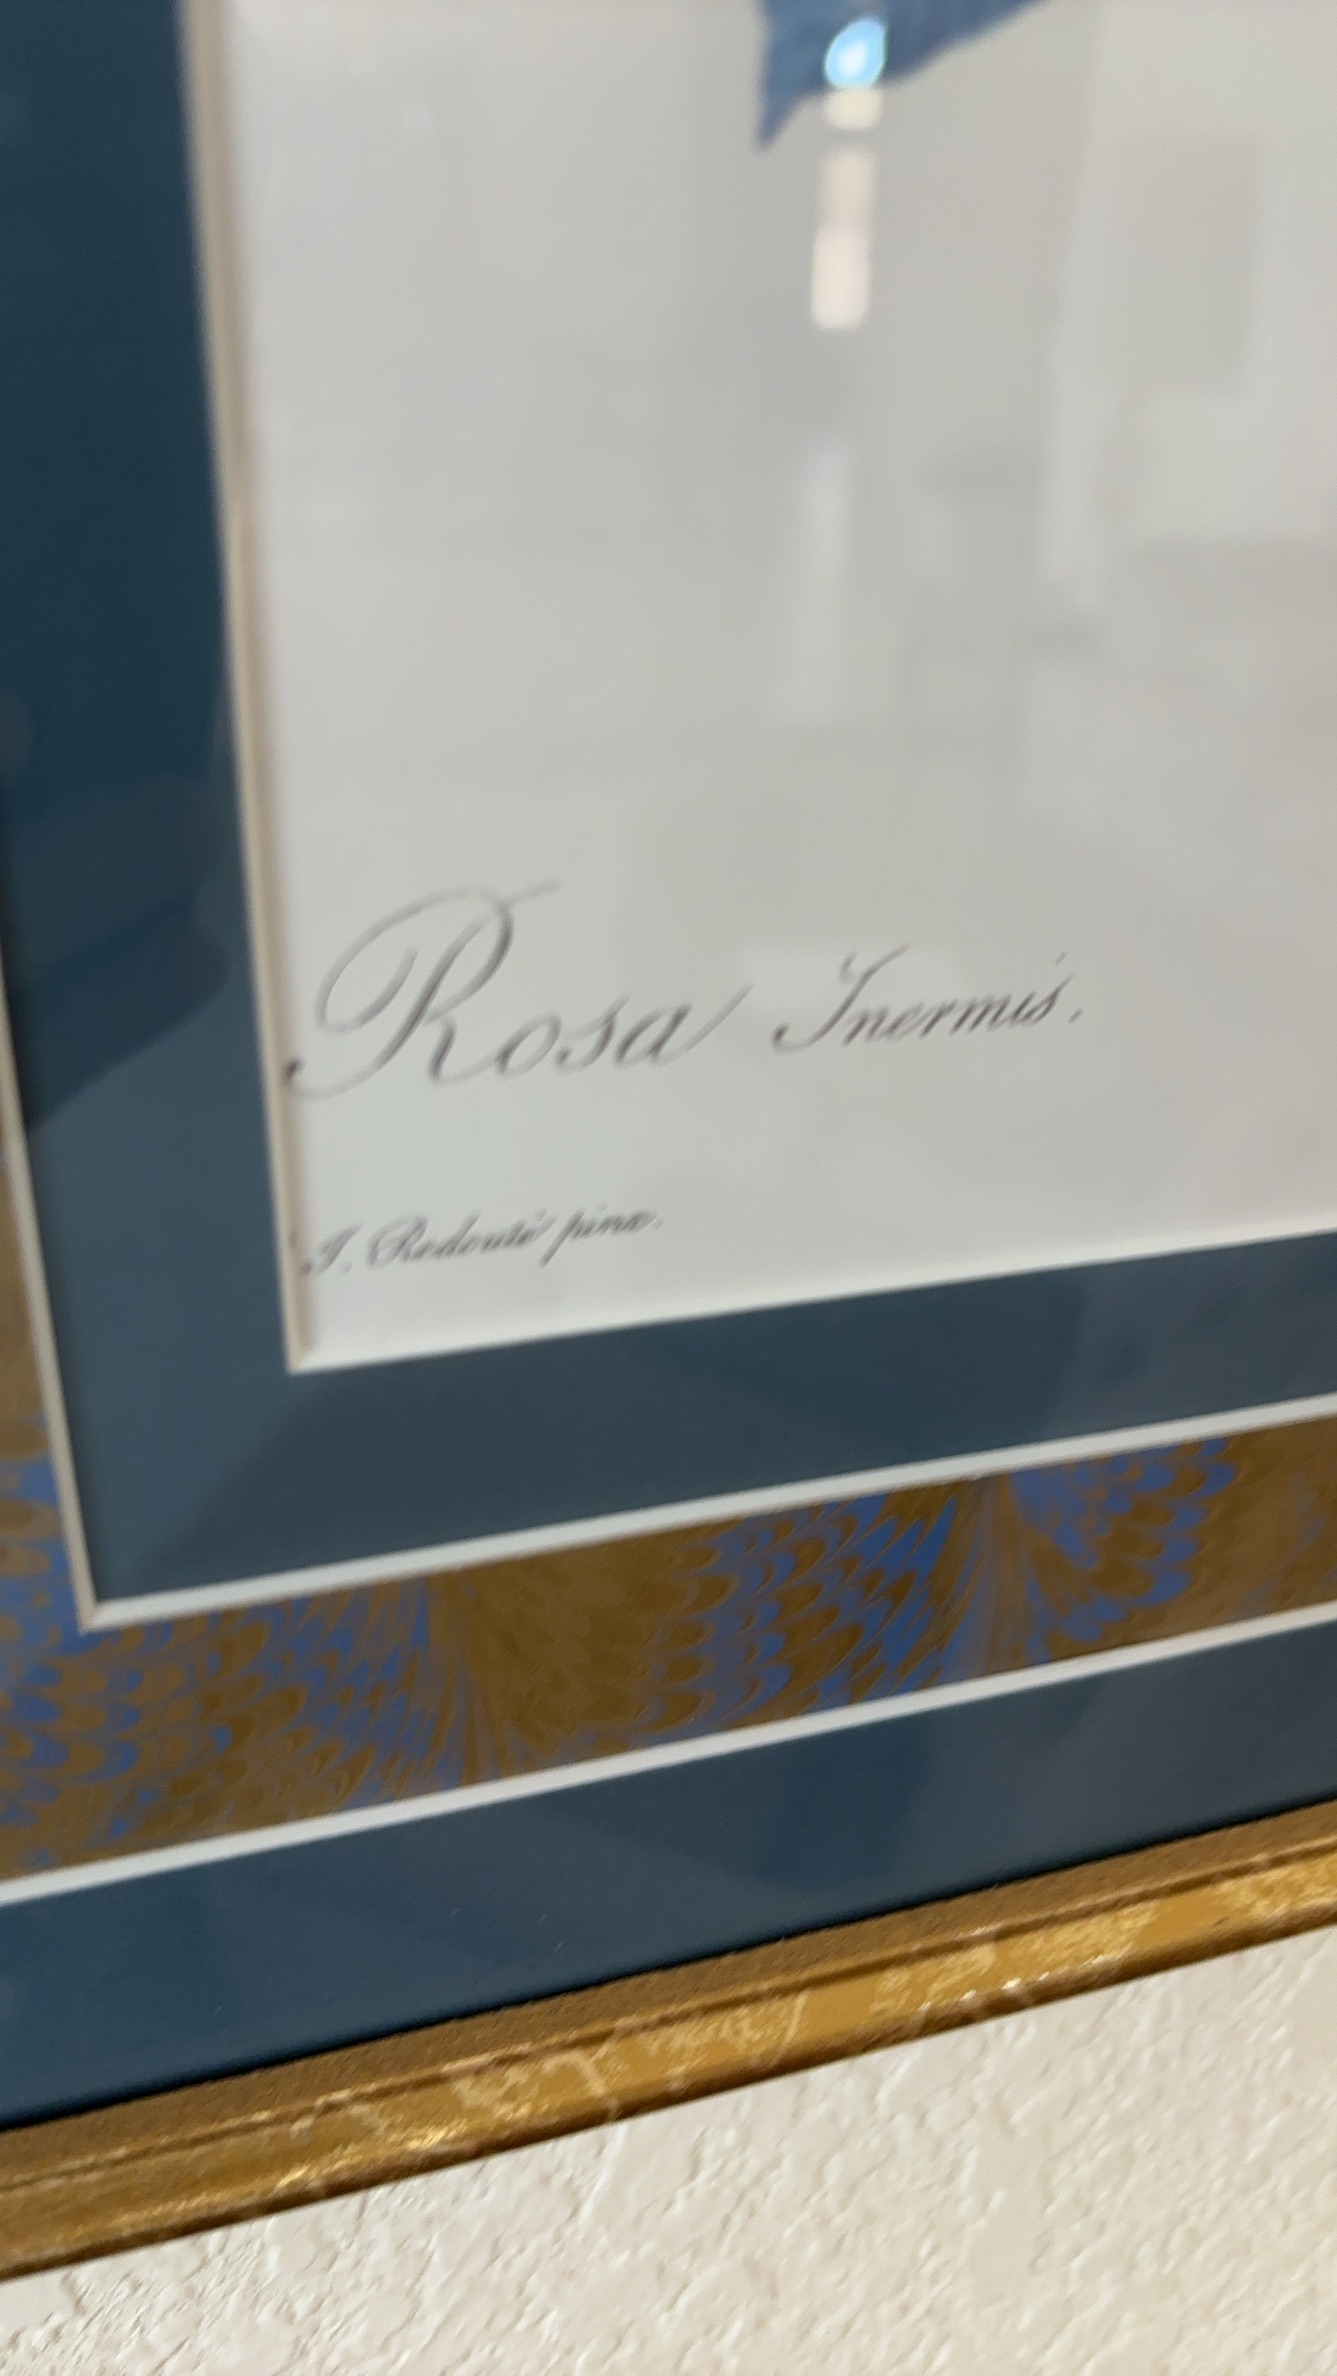 Rosa Inermis.
J. Redouté pinx.